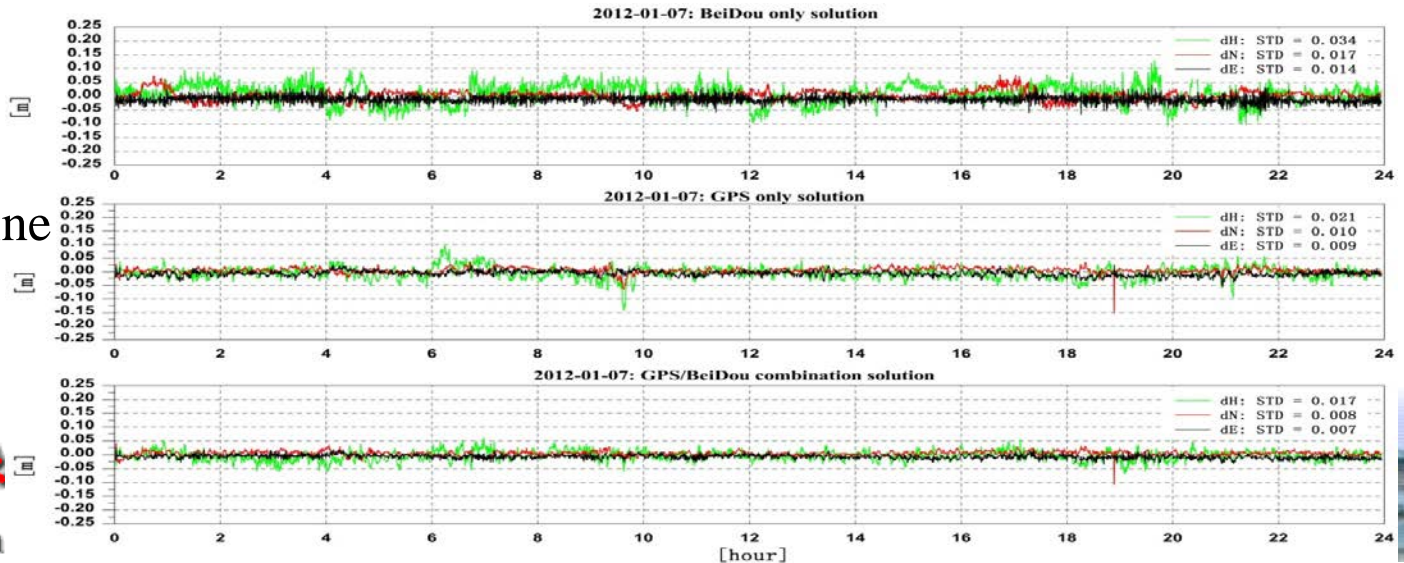 2012-01-07: BeiDou only solution
0.25
0.20
0.15
0.10
0.05
0.00
-0.05
-0.10
-0.15
-0.20
-0.25
[m]
dH: STD = 0.034
dN: STD = 0.017
dE: STD = 0.014
0 2 4 6 8 10 12 14 16 18 20 22 24
ne
2012-01-07: GPS only solution
0.25
0.20
0.15
0.10
0.05
0.00
-0.05
-0.10
-0.15
-0.20
-0.25
[m]
dH: STD = 0.021
dN: STD = 0.010
dE: STD = 0.009
0 2 4 6 8 10 12 14 16 18 20 22 24
2012-01-07: GPS/BeiDou combination solution
0.25
0.20
0.15
0.10
0.05
0.00
-0.05
-0.10
-0.15
-0.20
-0.25
[m]
dH: STD = 0.017
dN: STD = 0.008
dE: STD = 0.007
0 2 4 6 8 10 12 14 16 18 20 22 24
[hour]